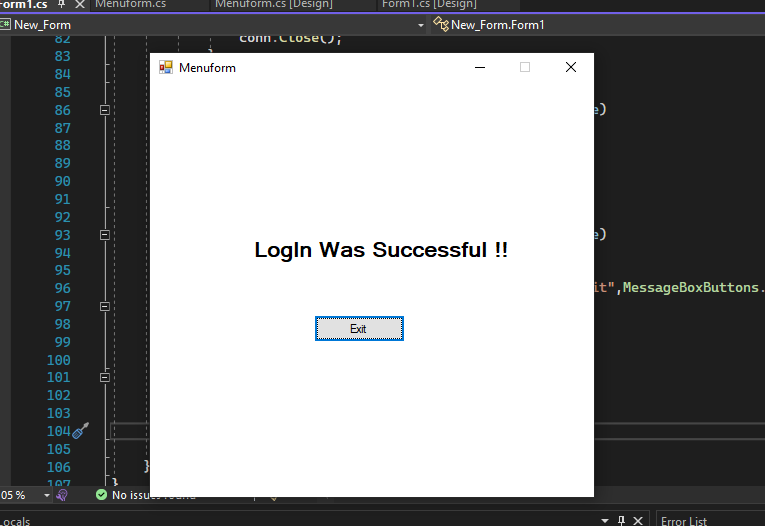 Form1.cs Menuform.cs Menuform.cs [Design] Form1.cs [Design]
New_Form New_Form.Form1
82 conn.Close();
83
Menuform
84
85
86 e)
87
88
89
90
91
92
93 e)
LogIn Was Successful !!
94
95
96 it",MessageBoxButtons.
97
98
Exit
99
100
101
102
103
104
105
106 }
107 }
05 % No issues found
Locals Error List